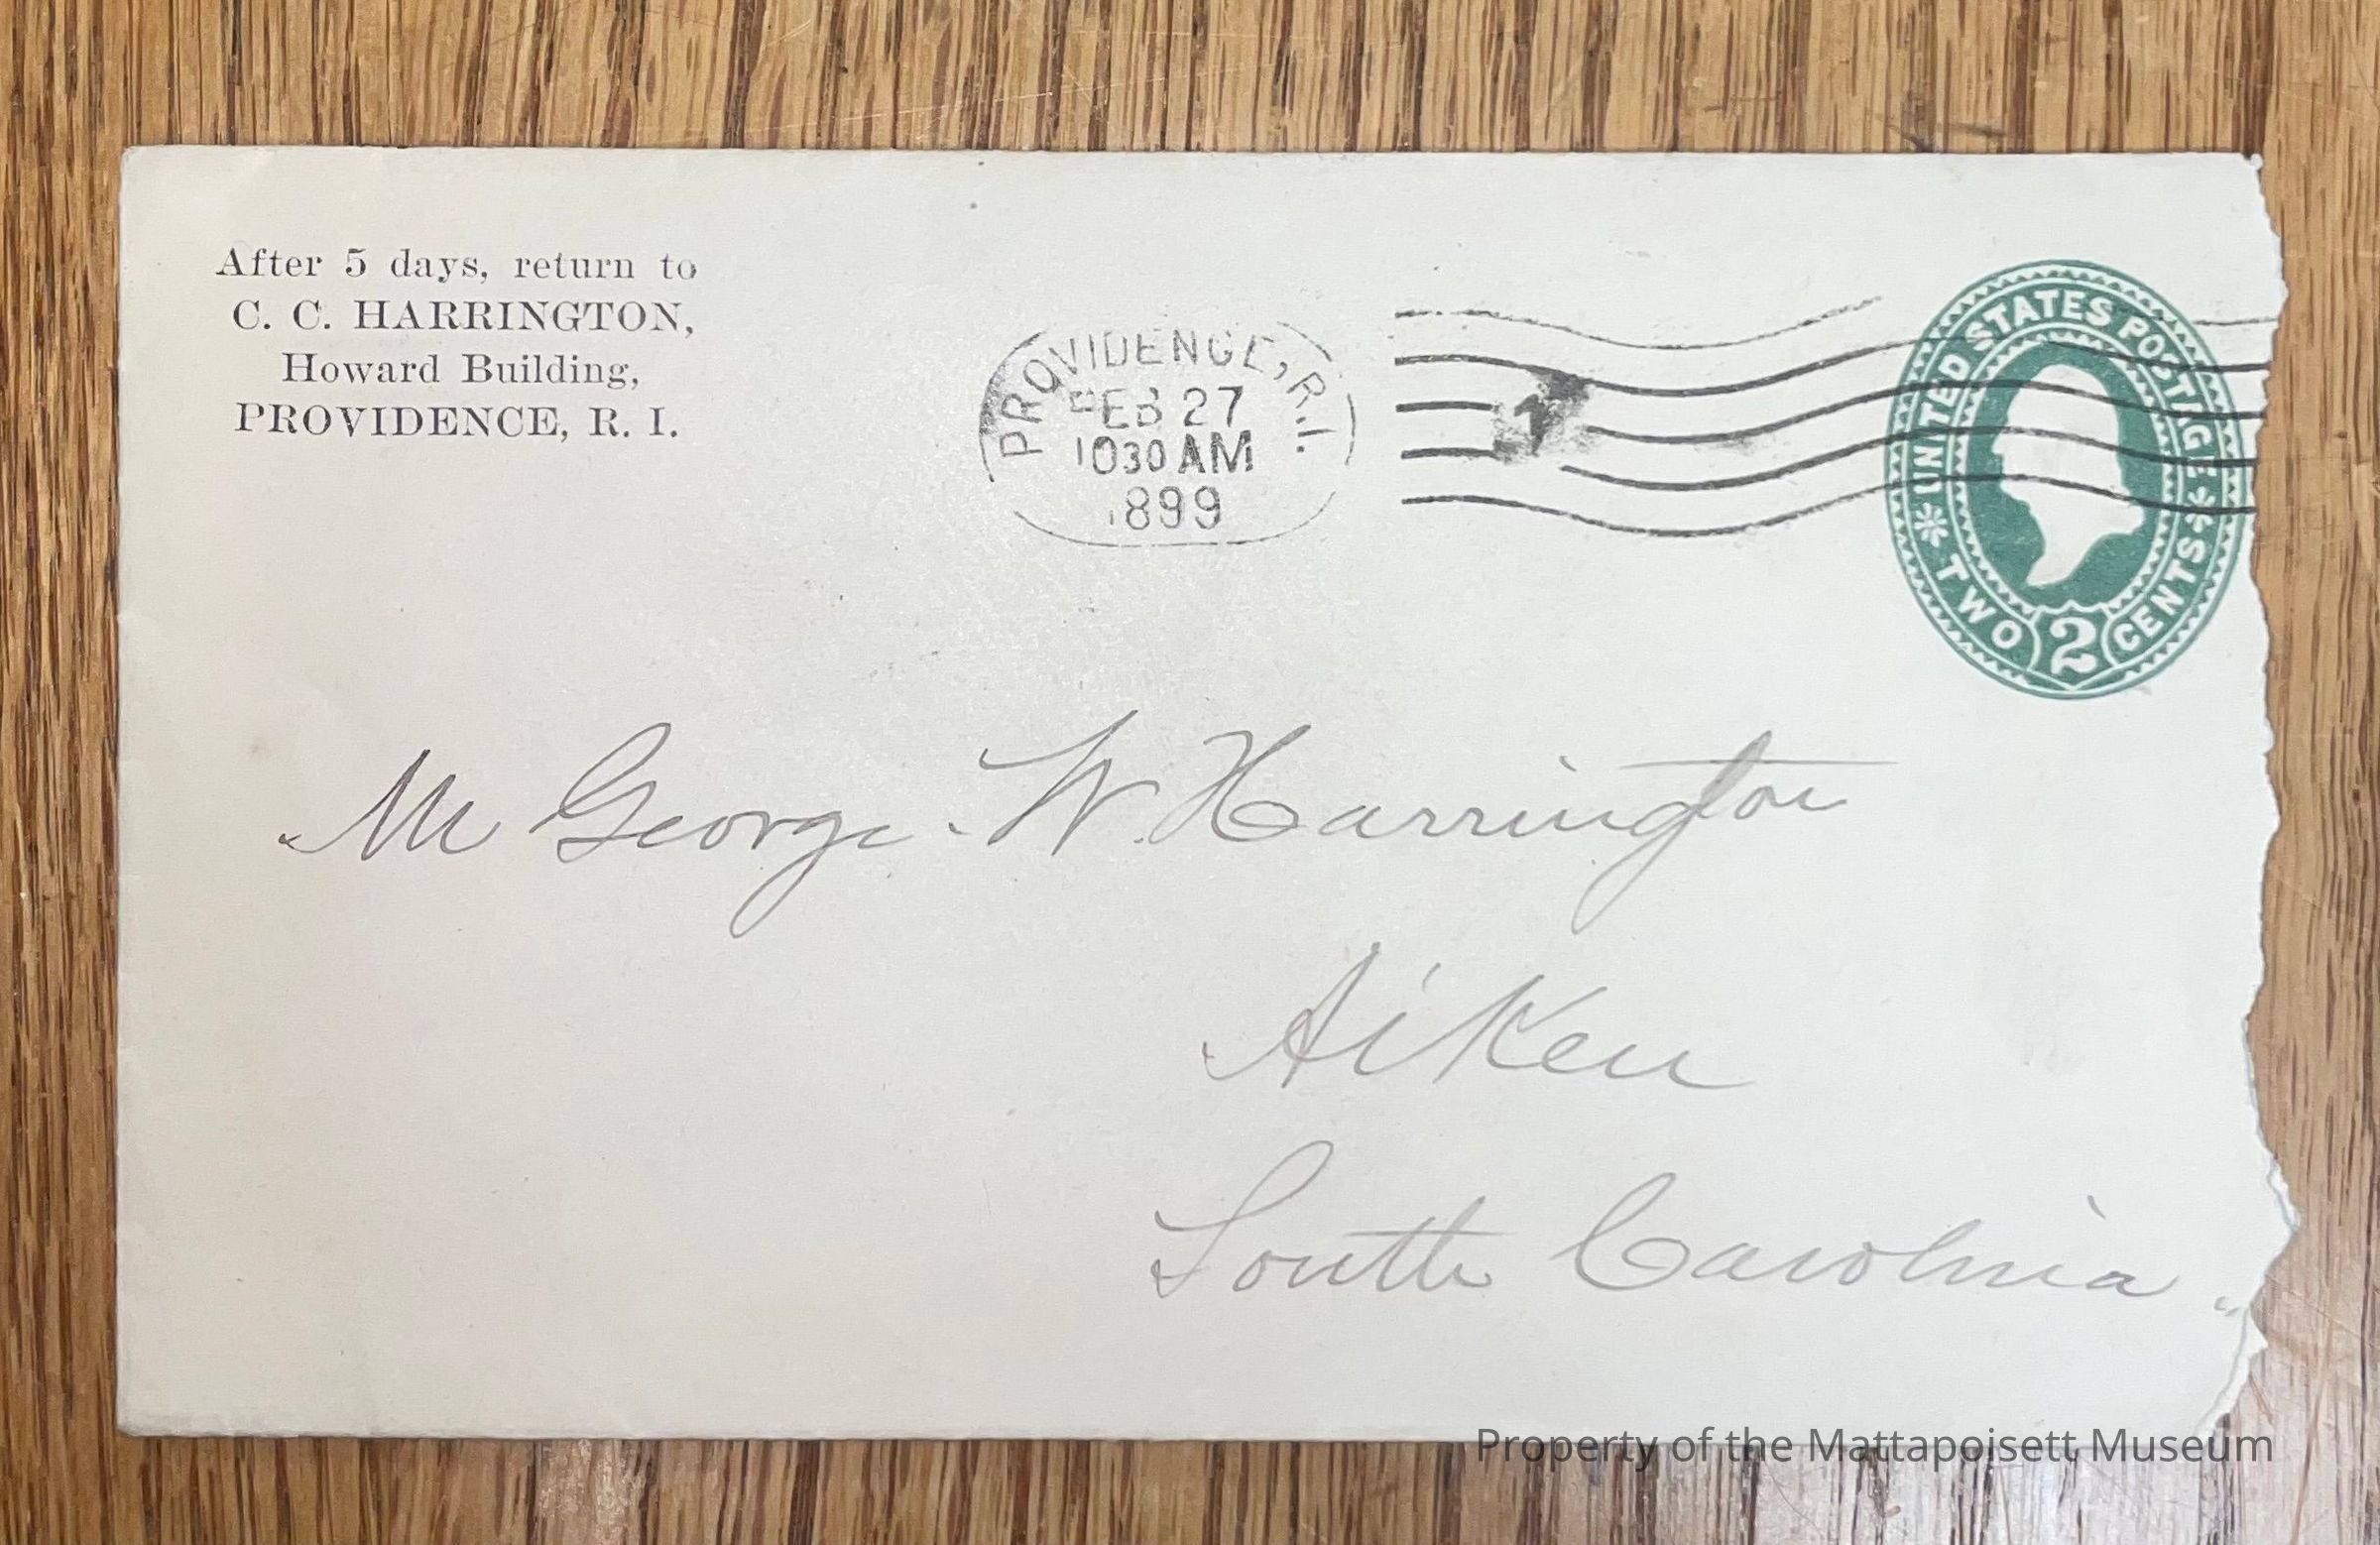 After 5 days, return to
C. C. HARRINGTON,
Howard Building,
PROVIDENCE, R. I.
PROVIDENCE, R.I.
FEB 27
1030 AM
1899
UNITED STATES POSTAGE
TWO 2 CENTS
Mr George W. Harrington
Aiken
South Carolina
Property of the Mattapoisett Museum